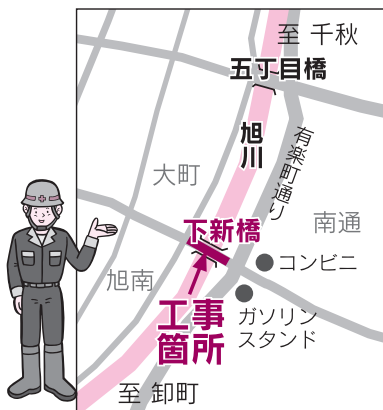 至 千秋
五丁目橋
旭川
有楽町通り
大町
南通
下新橋
コンビニ
旭南
工事
箇所
ガソリン
スタンド
至 卸町